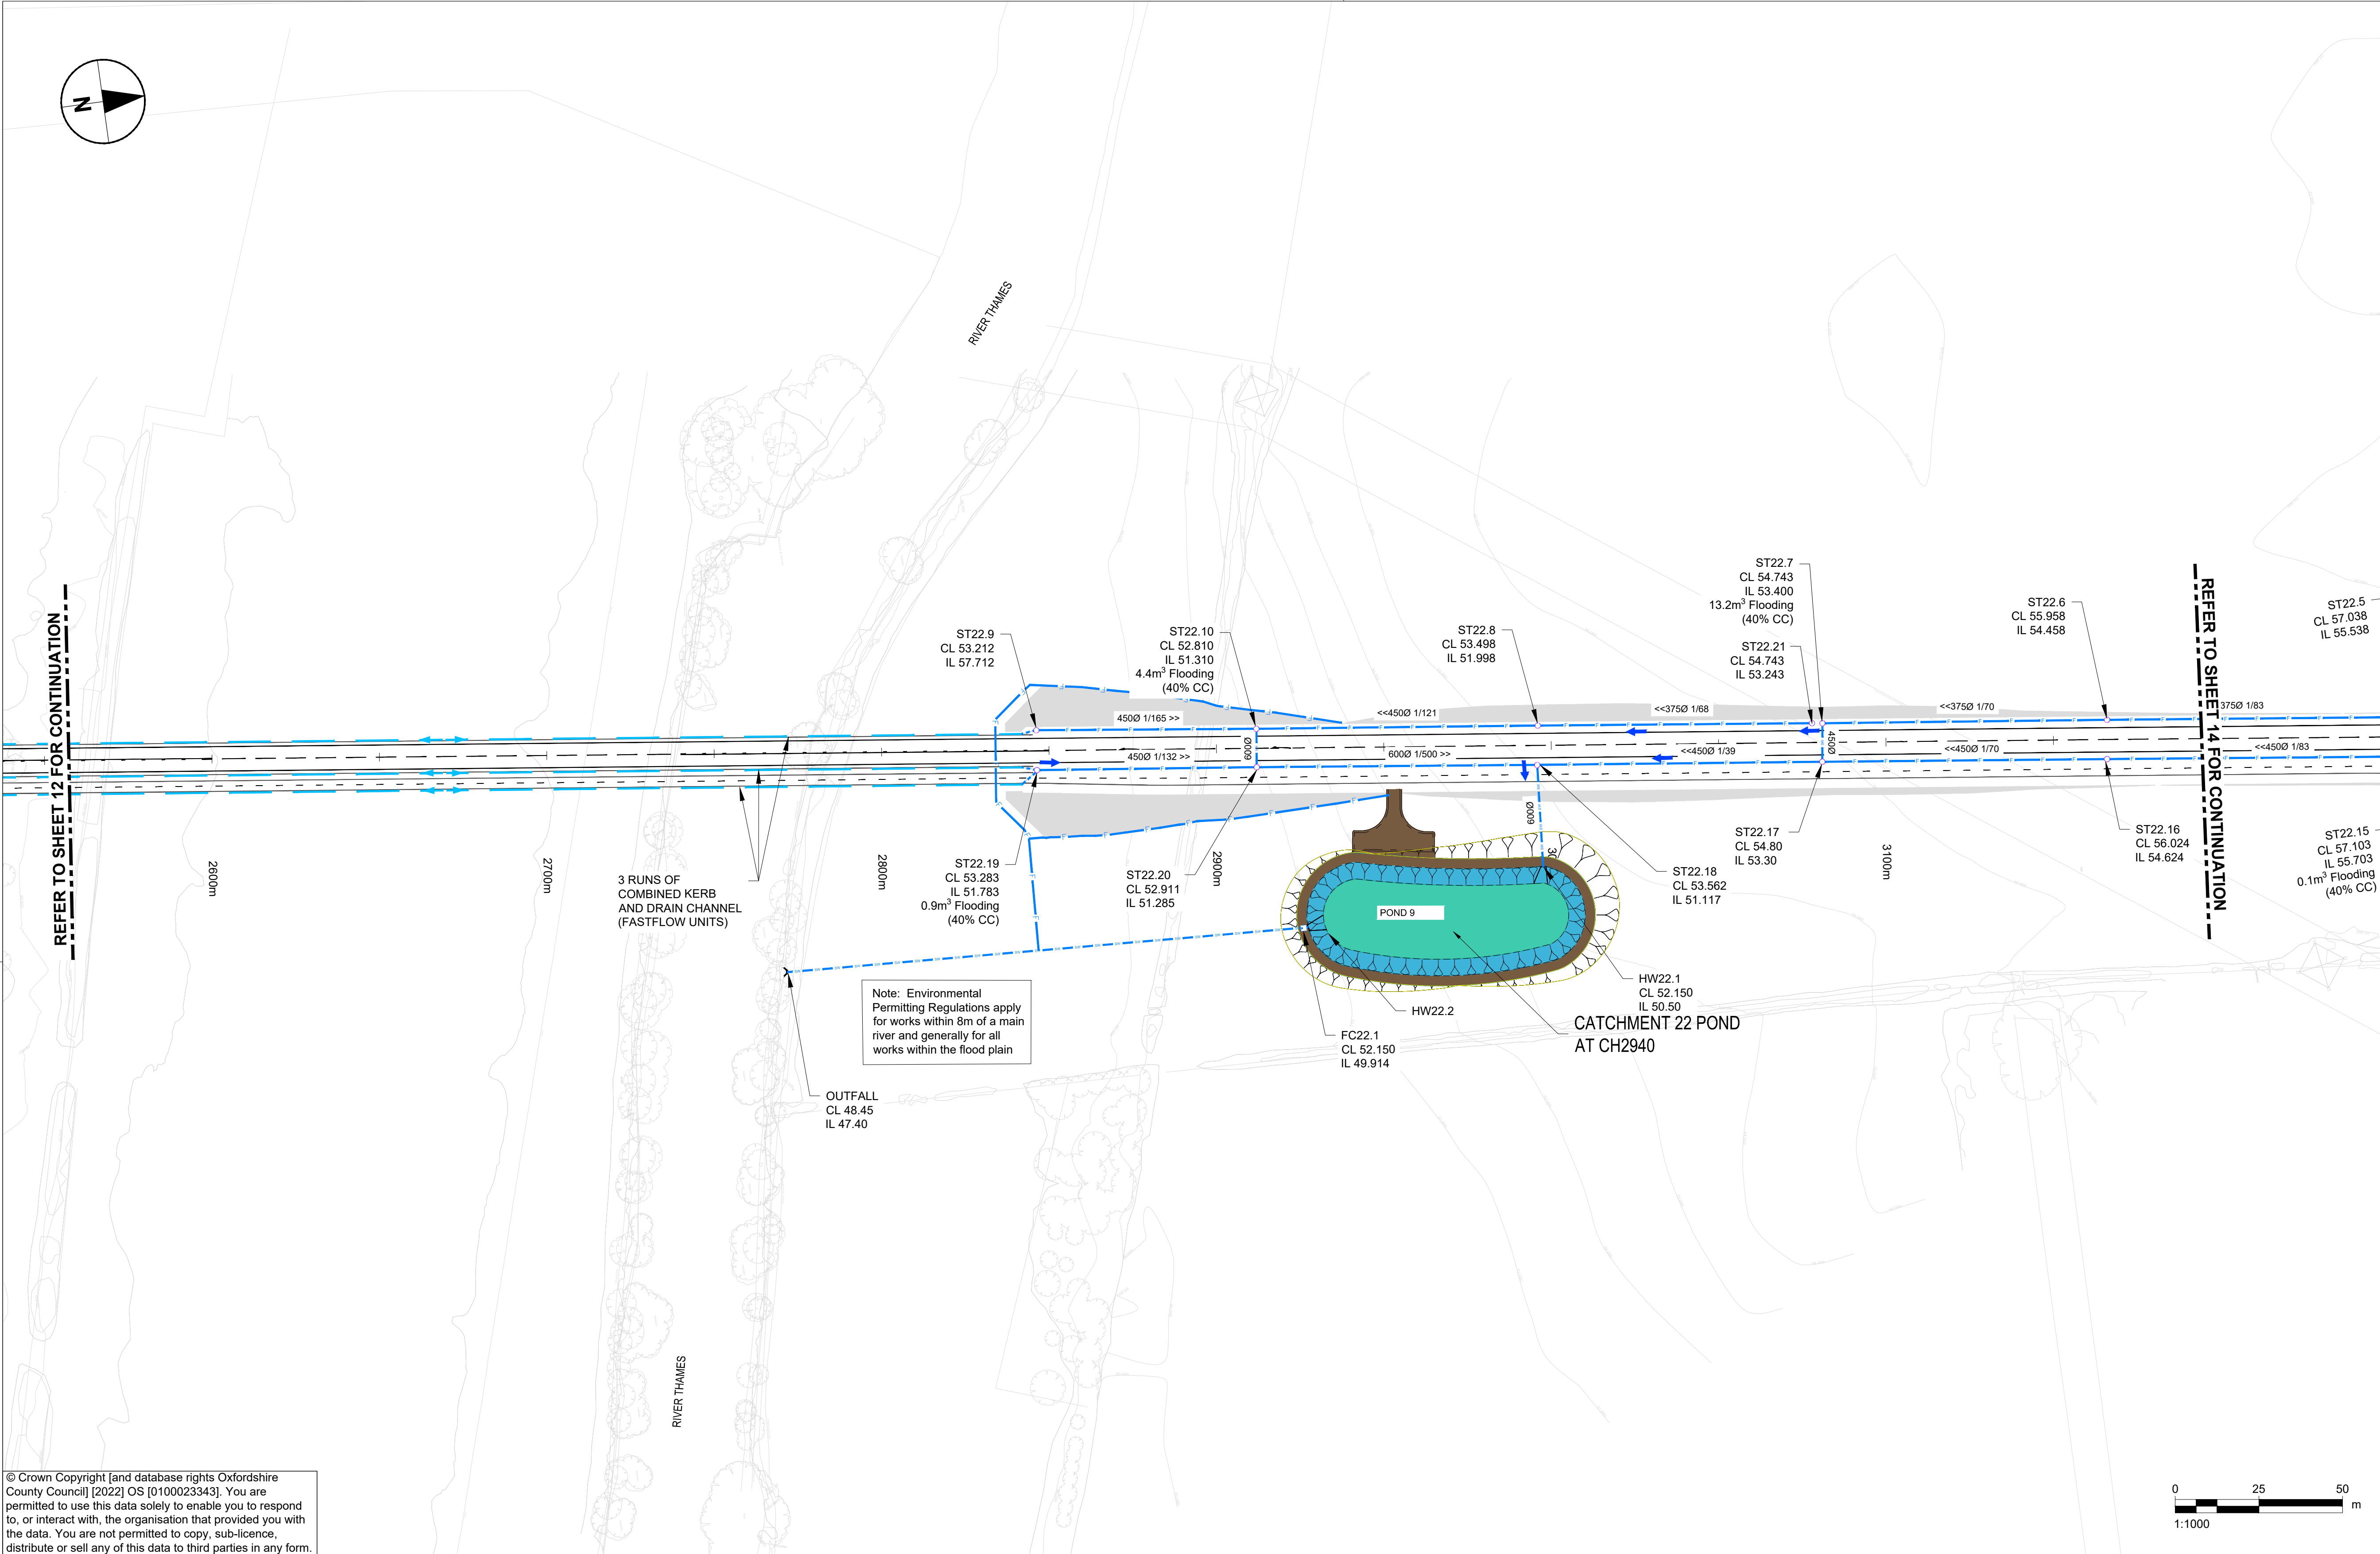 N
RIVER THAMES
REFER TO SHEET 12 FOR CONTINUATION
ST22.9
CL 53.212
IL 57.712
ST22.10
CL 52.810
IL 51.310
4.4m³ Flooding
(40% CC)
ST22.8
CL 53.498
IL 51.998
ST22.7
CL 54.743
IL 53.400
13.2m³ Flooding
(40% CC)
ST22.21
CL 54.743
IL 53.243
ST22.6
CL 55.958
IL 54.458
REFER TO SHEET 14 FOR CONTINUATION
ST22.5
CL 57.038
IL 55.538
450Ø 1/165 >>
<<450Ø 1/121
<<375Ø 1/68
<<375Ø 1/70
375Ø 1/83
600Ø
450Ø
450Ø 1/132 >>
600Ø 1/500 >>
<<450Ø 1/39
<<450Ø 1/70
<<450Ø 1/83
600Ø
2600m
2700m
2800m
2900m
30
3100m
3 RUNS OF
COMBINED KERB
AND DRAIN CHANNEL
(FASTFLOW UNITS)
ST22.19
CL 53.283
IL 51.783
0.9m³ Flooding
(40% CC)
ST22.20
CL 52.911
IL 51.285
POND 9
ST22.18
CL 53.562
IL 51.117
ST22.17
CL 54.80
IL 53.30
ST22.16
CL 56.024
IL 54.624
ST22.15
CL 57.103
IL 55.703
0.1m³ Flooding
(40% CC)
Note: Environmental
Permitting Regulations apply
for works within 8m of a main
river and generally for all
works within the flood plain
HW22.2
HW22.1
CL 52.150
IL 50.50
FC22.1
CL 52.150
IL 49.914
CATCHMENT 22 POND
AT CH2940
OUTFALL
CL 48.45
IL 47.40
RIVER THAMES
© Crown Copyright [and database rights Oxfordshire
County Council] [2022] OS [0100023343]. You are
permitted to use this data solely to enable you to respond
to, or interact with, the organisation that provided you with
the data. You are not permitted to copy, sub-licence,
distribute or sell any of this data to third parties in any form.
0 25 50
m
1:1000